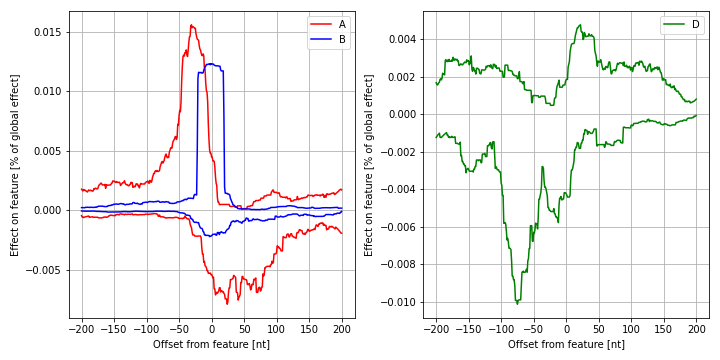 A
B
0.015
0.010
0.005
0.000
−0.005
Effect on feature [% of global effect]
−200 −150 −100 −50 0 50 100 150 200
Offset from feature [nt]
D
0.004
0.002
0.000
−0.002
−0.004
−0.006
−0.008
−0.010
Effect on feature [% of global effect]
−200 −150 −100 −50 0 50 100 150 200
Offset from feature [nt]